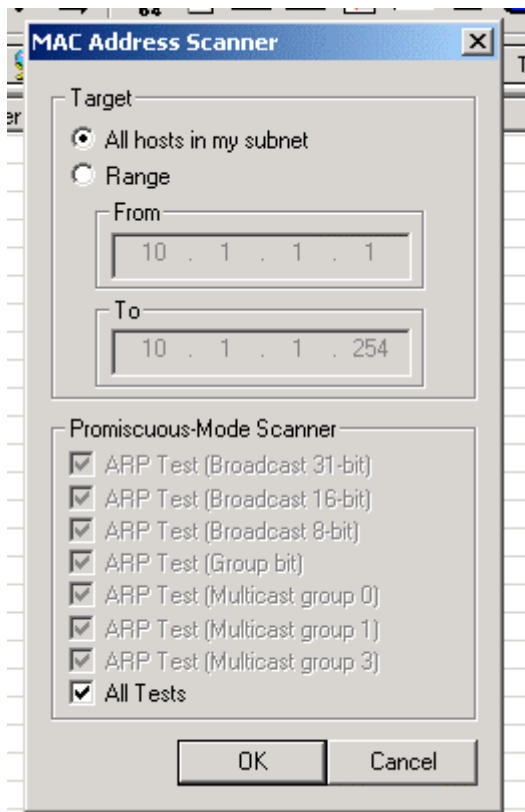 MAC Address Scanner
Target
All hosts in my subnet
Range
From
10 . 1 . 1 . 1
To
10 . 1 . 1 . 254
Promiscuous-Mode Scanner
ARP Test (Broadcast 31-bit)
ARP Test (Broadcast 16-bit)
ARP Test (Broadcast 8-bit)
ARP Test (Group bit)
ARP Test (Multicast group 0)
ARP Test (Multicast group 1)
ARP Test (Multicast group 3)
All Tests
OK Cancel